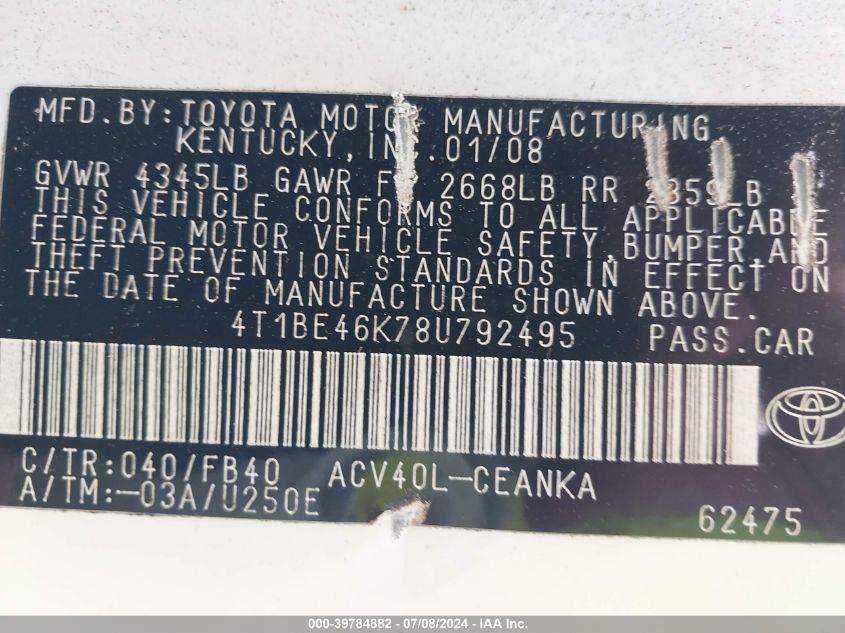 MFD.BY:TOYOTA MOTOR MANUFACTURING
KENTUCKY,INC.01/08
GVWR 4345LB GAWR FR 2668LB RR 2359LB
THIS VEHICLE CONFORMS TO ALL APPLICABLE
FEDERAL MOTOR VEHICLE SAFETY,BUMPER,AND
THEFT PREVENTION STANDARDS IN EFFECT ON
THE DATE OF MANUFACTURE SHOWN ABOVE.
4T1BE46K78U792495 PASS.CAR
C/TR:040/FB40 ACV40L-CEANKA
A/TM:-03A/U250E
62475
000-39784882 / 07/08/2024 - IAA Inc.